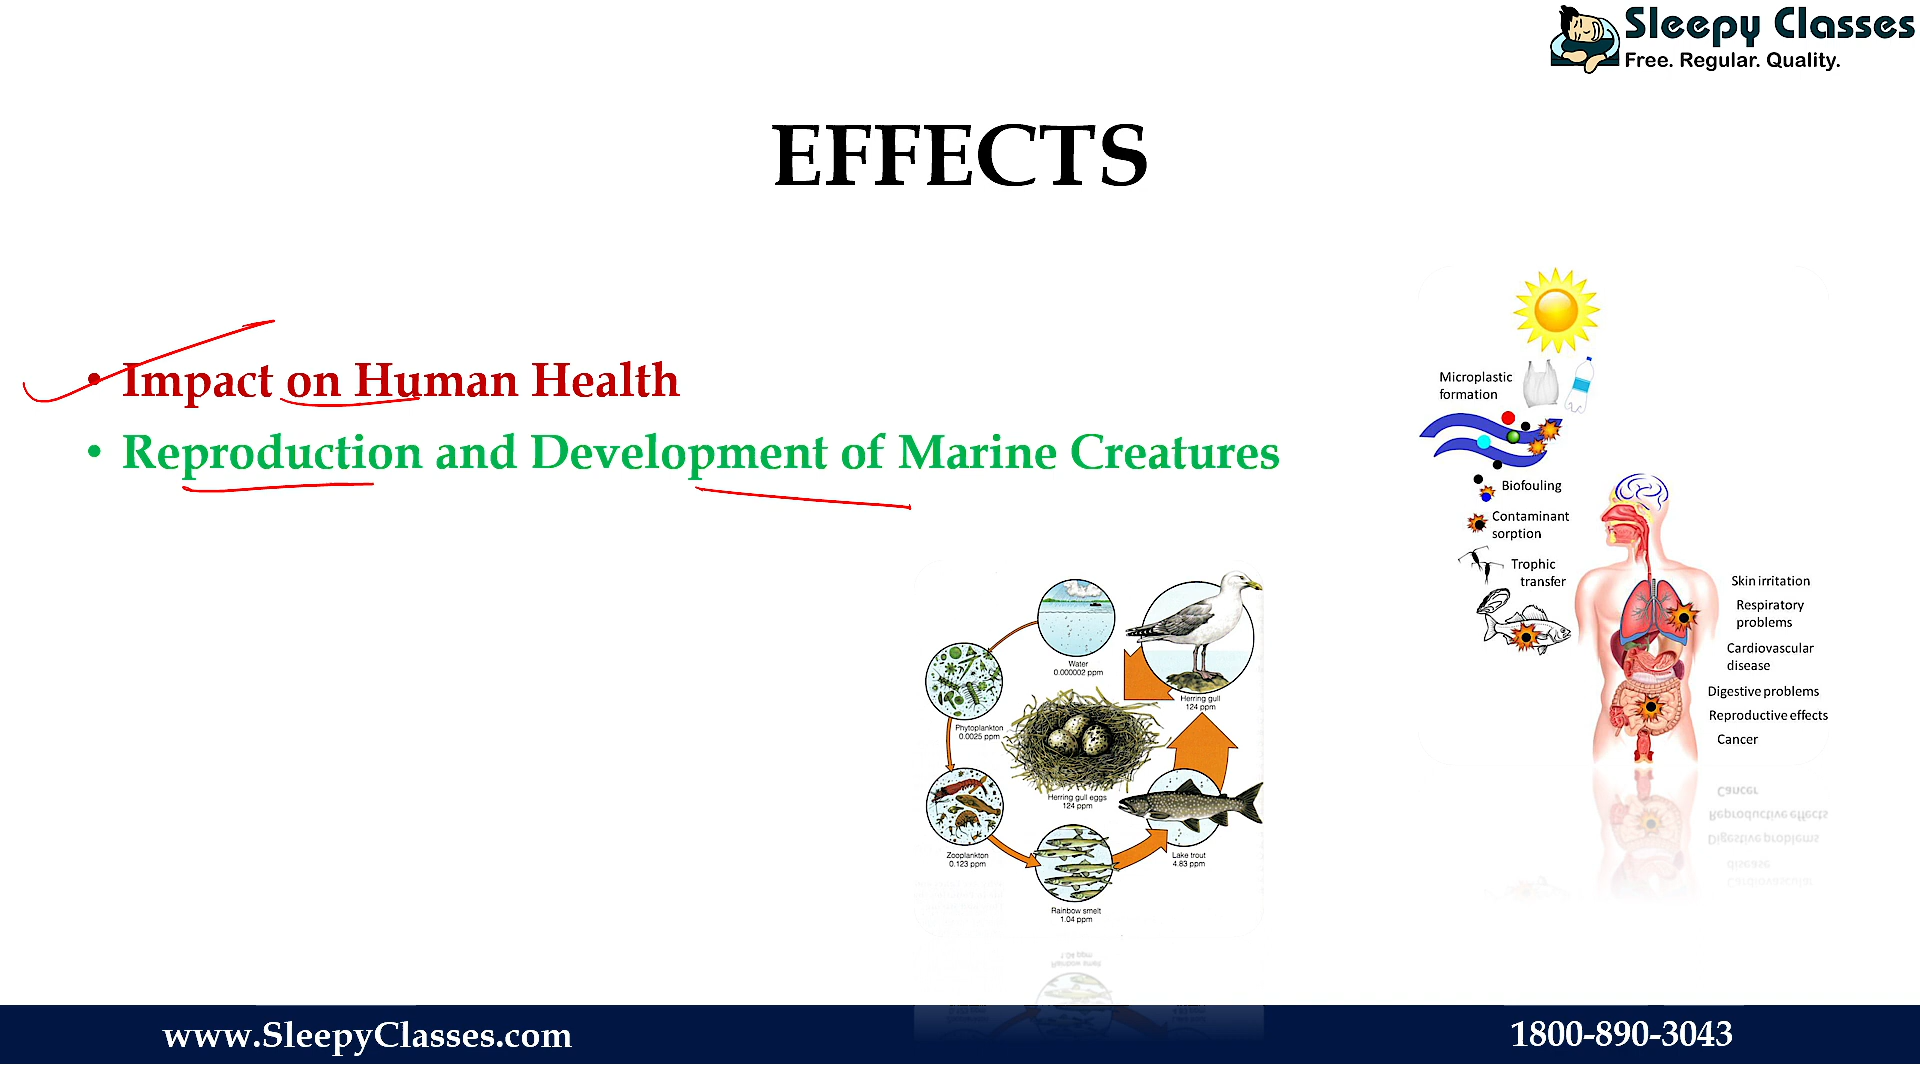 Sleepy Classes
Free. Regular. Quality.
EFFECTS
• Impact on Human Health
• Reproduction and Development of Marine Creatures
Microplastic
formation
Biofouling
Contaminant
sorption
Trophic
transfer
Skin irritation
Respiratory
problems
Cardiovascular
disease
Digestive problems
Reproductive effects
Cancer
Water
0.000002 ppm
Herring gull
124 ppm
Phytoplankton
0.0025 ppm
Herring gull eggs
124 ppm
Zooplankton
0.123 ppm
Lake trout
4.83 ppm
Rainbow smelt
1.04 ppm
www.SleepyClasses.com
1800-890-3043